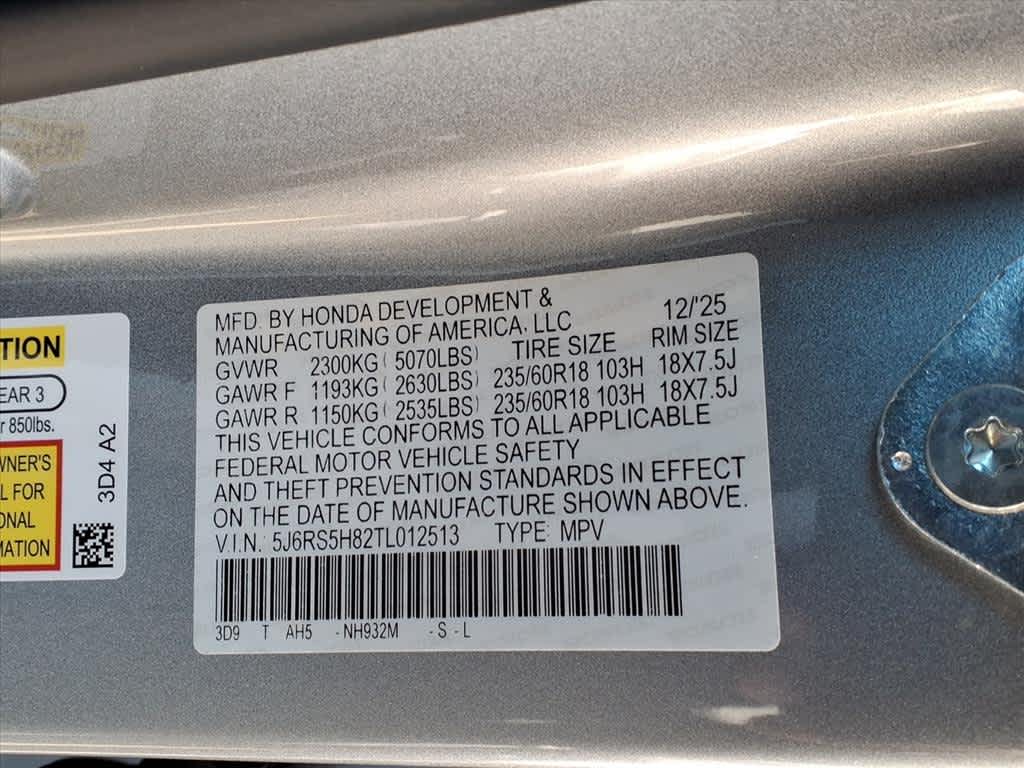 TION
EAR 3
r 850lbs.
WNER'S
L FOR
ONAL
MATION
3D4 A2
MFD. BY HONDA DEVELOPMENT &
MANUFACTURING OF AMERICA, LLC 12/'25
GVWR 2300KG ( 5070LBS) TIRE SIZE RIM SIZE
GAWR F 1193KG ( 2630LBS) 235/60R18 103H 18X7.5J
GAWR R 1150KG ( 2535LBS) 235/60R18 103H 18X7.5J
THIS VEHICLE CONFORMS TO ALL APPLICABLE
FEDERAL MOTOR VEHICLE SAFETY
AND THEFT PREVENTION STANDARDS IN EFFECT
ON THE DATE OF MANUFACTURE SHOWN ABOVE.
V.I.N.: 5J6RS5H82TL012513 TYPE: MPV
3D9 T AH5 -NH932M -S -L